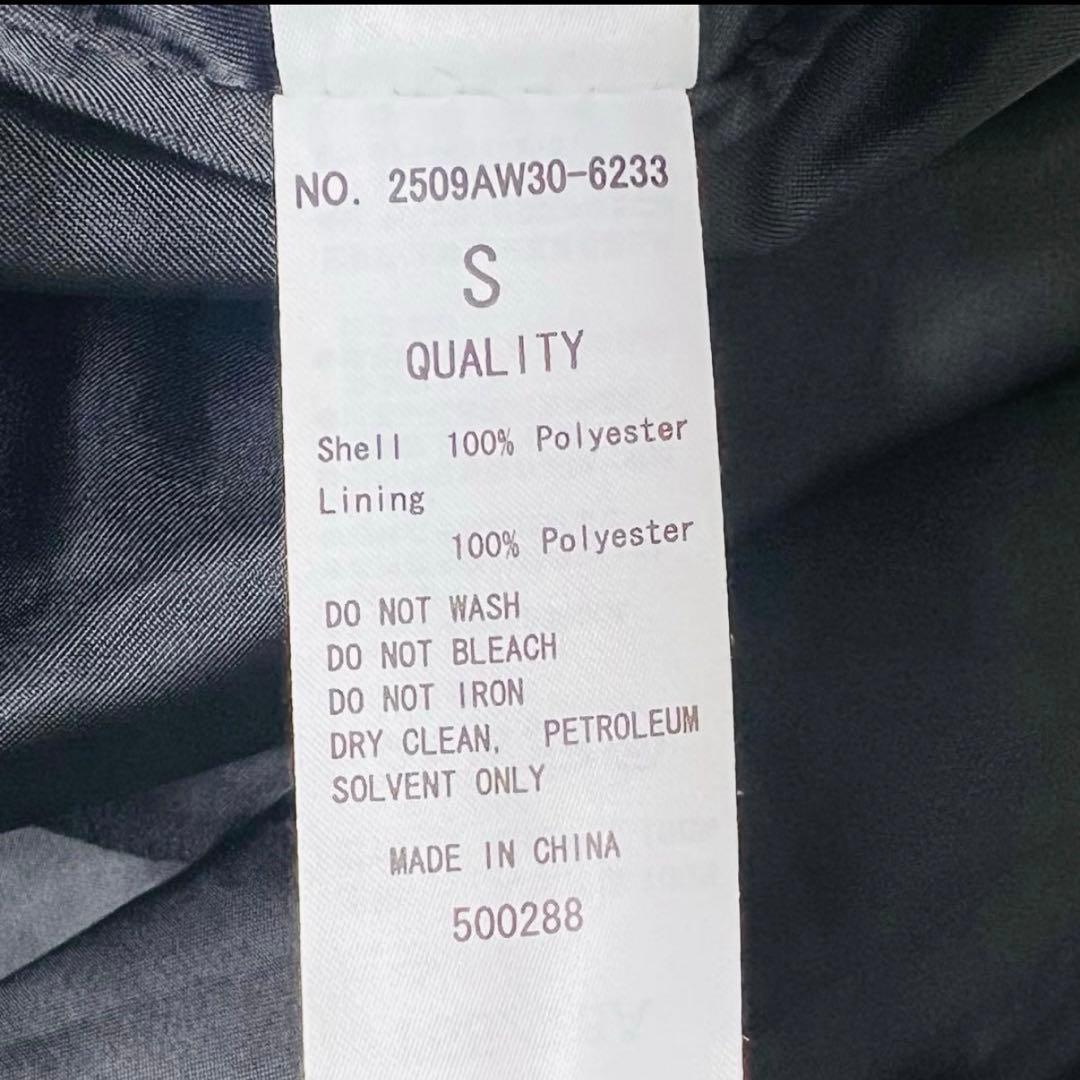 NO. 2509AW30-6233
S
QUALITY
Shell 100% Polyester
Lining
100% Polyester
DO NOT WASH
DO NOT BLEACH
DO NOT IRON
DRY CLEAN, PETROLEUM
SOLVENT ONLY
MADE IN CHINA
500288